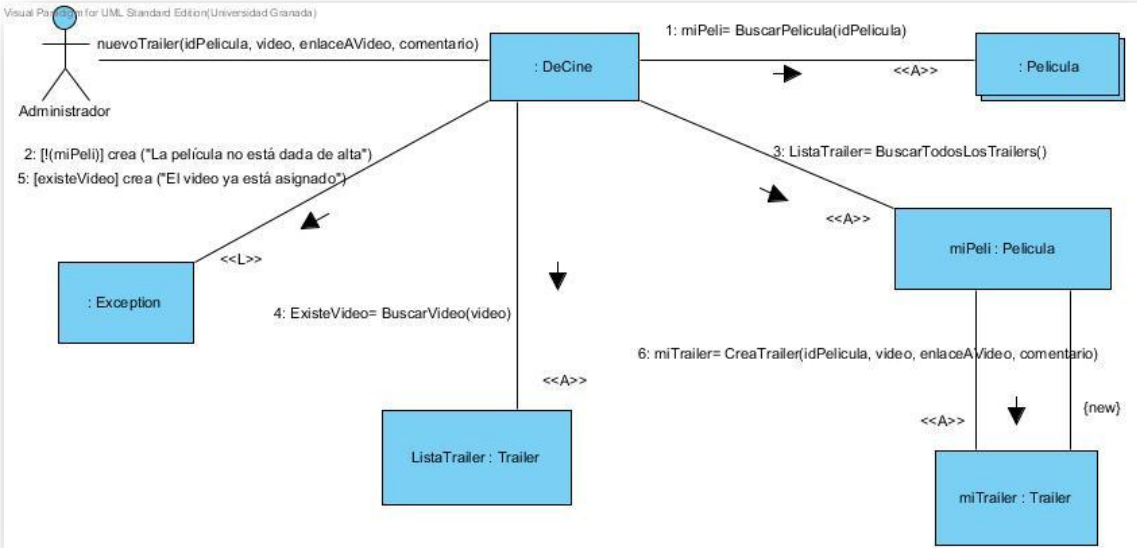 Visual Paradigm for UML Standard Edition(Universidad Granada)
nuevoTrailer(idPelicula, video, enlaceAVideo, comentario)
1: miPeli= BuscarPelicula(idPelicula)
: DeCine
<<A>>
: Pelicula
Administrador
2: [!(miPeli)] crea ("La película no está dada de alta")
3: ListaTrailer= BuscarTodosLosTrailers()
5: [existeVideo] crea ("El video ya está asignado")
<<A>>
miPeli : Pelicula
<<L>>
: Exception
4: ExisteVideo= BuscarVideo(video)
6: miTrailer= CreaTrailer(idPelicula, video, enlaceAVideo, comentario)
<<A>>
{new}
<<A>>
ListaTrailer : Trailer
miTrailer : Trailer